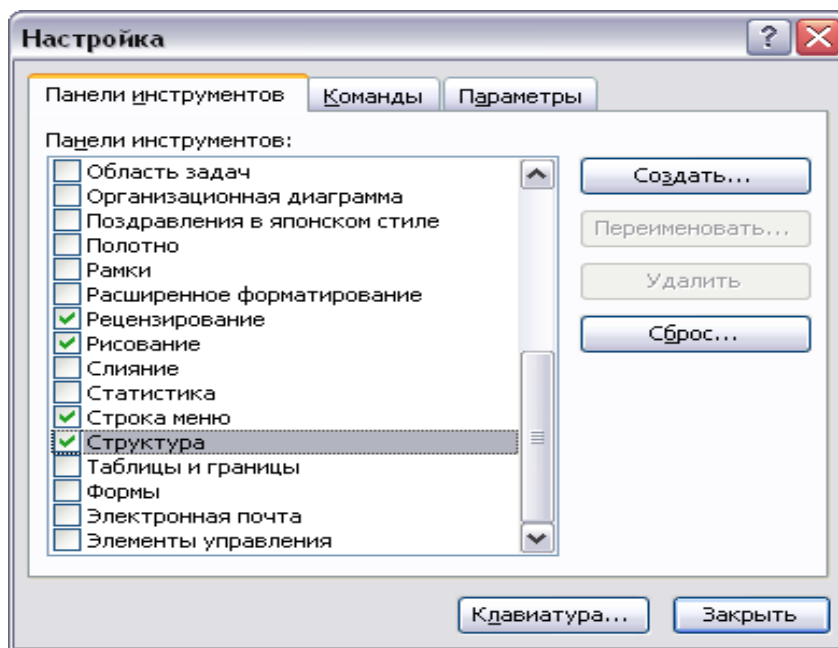 Настройка
Панели инструментов Команды Параметры
Панели инструментов:
Область задач
Организационная диаграмма
Поздравления в японском стиле
Полотно
Рамки
Расширенное форматирование
Рецензирование
Рисование
Слияние
Статистика
Строка меню
Структура
Таблицы и границы
Формы
Электронная почта
Элементы управления
Создать...
Переименовать...
Удалить
Сброс...
Клавиатура... Закрыть